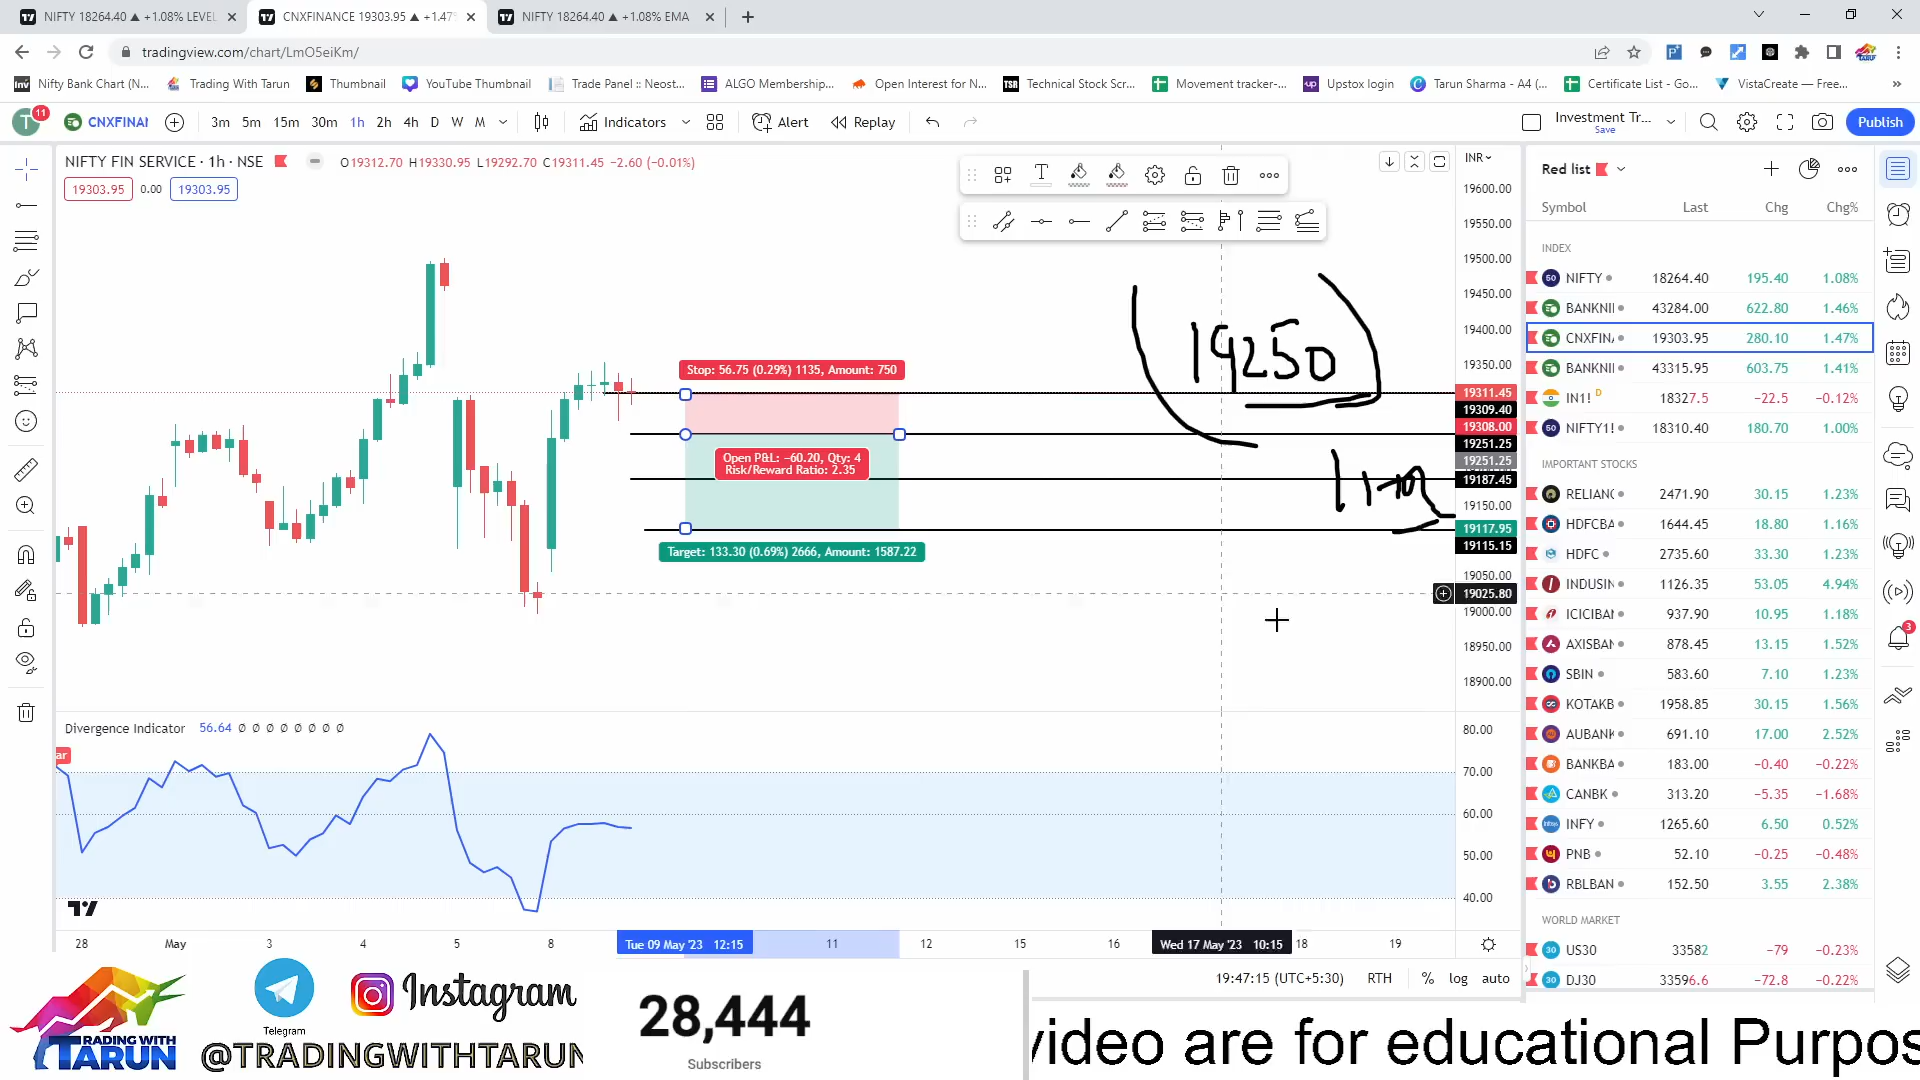 NIFTY 18264.40 ▲ +1.08% LEVEL
CNXFINANCE 19303.95 ▲ +1.47%
NIFTY 18264.40 ▲ +1.08% EMA
tradingview.com/chart/LmO5eiKm/
Nifty Bank Chart (N...
Trading With Tarun
Thumbnail
YouTube Thumbnail
Trade Panel :: Neost...
ALGO Membership...
Open Interest for N...
Technical Stock Scr...
Movement tracker-...
Upstox login
Tarun Sharma - A4 (...
Certificate List - Go...
VistaCreate — Free...
T 11
CNXFINAI
3m 5m 15m 30m 1h 2h 4h D W M
Indicators
Alert
Replay
Investment Tr...
Save
Publish
NIFTY FIN SERVICE · 1h · NSE
O19312.70 H19330.95 L19292.70 C19311.45 −2.60 (−0.01%)
19303.95 0.00 19303.95
INR
19600.00
19550.00
19500.00
19450.00
19400.00
19350.00
19311.45
19309.40
19308.00
19251.25
19251.25
19187.45
19150.00
19117.95
19115.15
19050.00
19025.80
19000.00
18950.00
18900.00
19250
Stop: 56.75 (0.29%) 1135, Amount: 750
Open P&L: −60.20, Qty: 4
Risk/Reward Ratio: 2.35
Target: 133.30 (0.69%) 2666, Amount: 1587.22
Divergence Indicator 56.64 Ø Ø Ø Ø Ø Ø Ø Ø
80.00
70.00
60.00
50.00
40.00
28 May 3 4 5 8 Tue 09 May '23 12:15 11 12 15 16 Wed 17 May '23 10:15 18 19
19:47:15 (UTC+5:30) RTH % log auto
Red list
Symbol Last Chg Chg%
INDEX
NIFTY 18264.40 195.40 1.08%
BANKNI 43284.00 622.80 1.46%
CNXFIN 19303.95 280.10 1.47%
BANKNI 43315.95 603.75 1.41%
IN1! D 18327.5 −22.5 −0.12%
NIFTY1! 18310.40 180.70 1.00%
IMPORTANT STOCKS
RELIANC 2471.90 30.15 1.23%
HDFCBA 1644.45 18.80 1.16%
HDFC 2735.60 33.30 1.23%
INDUSIN 1126.35 53.05 4.94%
ICICIBAN 937.90 10.95 1.18%
AXISBAN 878.45 13.15 1.52%
SBIN 583.60 7.10 1.23%
KOTAKB 1958.85 30.15 1.56%
AUBANK 691.10 17.00 2.52%
BANKBA 183.00 −0.40 −0.22%
CANBK 313.20 −5.35 −1.68%
INFY 1265.60 6.50 0.52%
PNB 52.10 −0.25 −0.48%
RBLBAN 152.50 3.55 2.38%
WORLD MARKET
US30 33582 −79 −0.23%
DJ30 33596.6 −72.8 −0.22%
3
TRADING WITH
TARUN
Telegram
Instagram
@TRADINGWITHTARUN
28,444
Subscribers
video are for educational Purpos